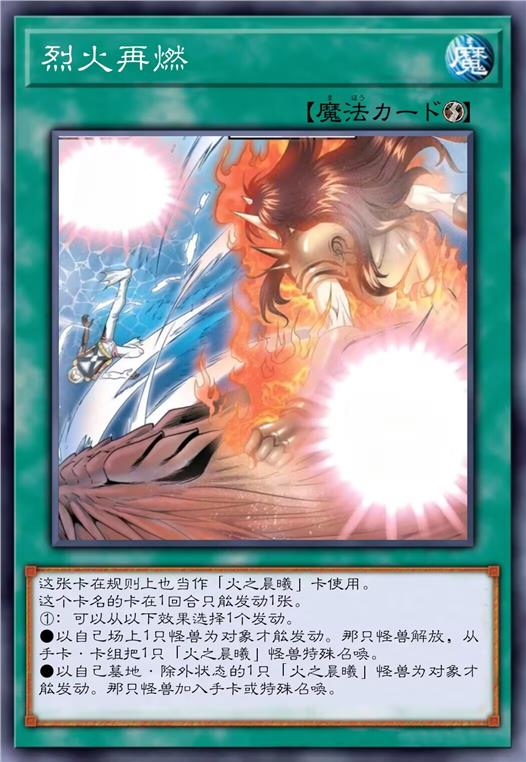 烈火再燃
魔
【魔法カード】
ま ほう
这张卡在规则上也当作「火之晨曦」卡使用。
这个卡名的卡在1回合只能发动1张。
①：可以从以下效果选择1个发动。
●以自己场上1只怪兽为对象才能发动。那只怪兽解放，从
手卡·卡组把1只「火之晨曦」怪兽特殊召唤。
●以自己墓地·除外状态的1只「火之晨曦」怪兽为对象才
能发动。那只怪兽加入手卡或特殊召唤。